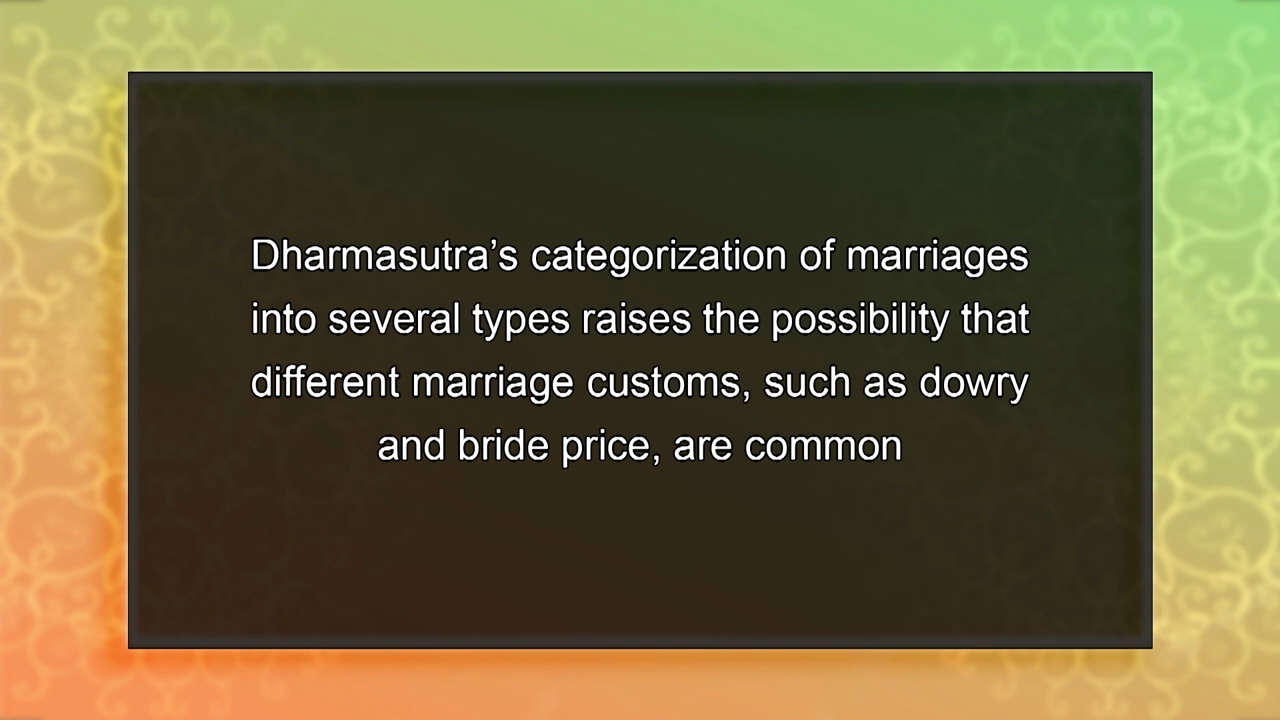 Dharmasutra’s categorization of marriages
into several types raises the possibility that
different marriage customs, such as dowry
and bride price, are common